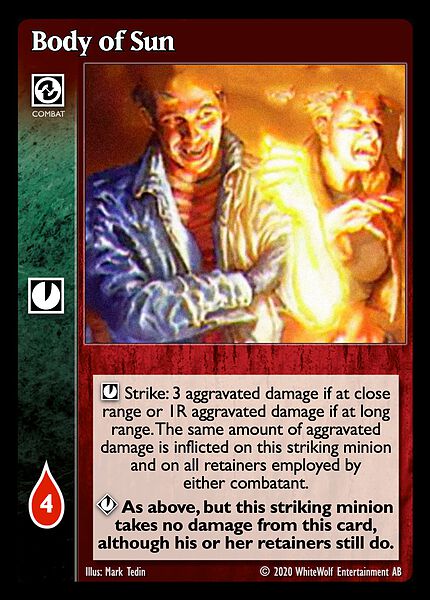 Body of Sun
COMBAT
Strike: 3 aggravated damage if at close
range or 1R aggravated damage if at long
range. The same amount of aggravated
damage is inflicted on this striking minion
and on all retainers employed by
either combatant.
As above, but this striking minion
takes no damage from this card,
although his or her retainers still do.
4
Illus: Mark Tedin
© 2020 WhiteWolf Entertainment AB